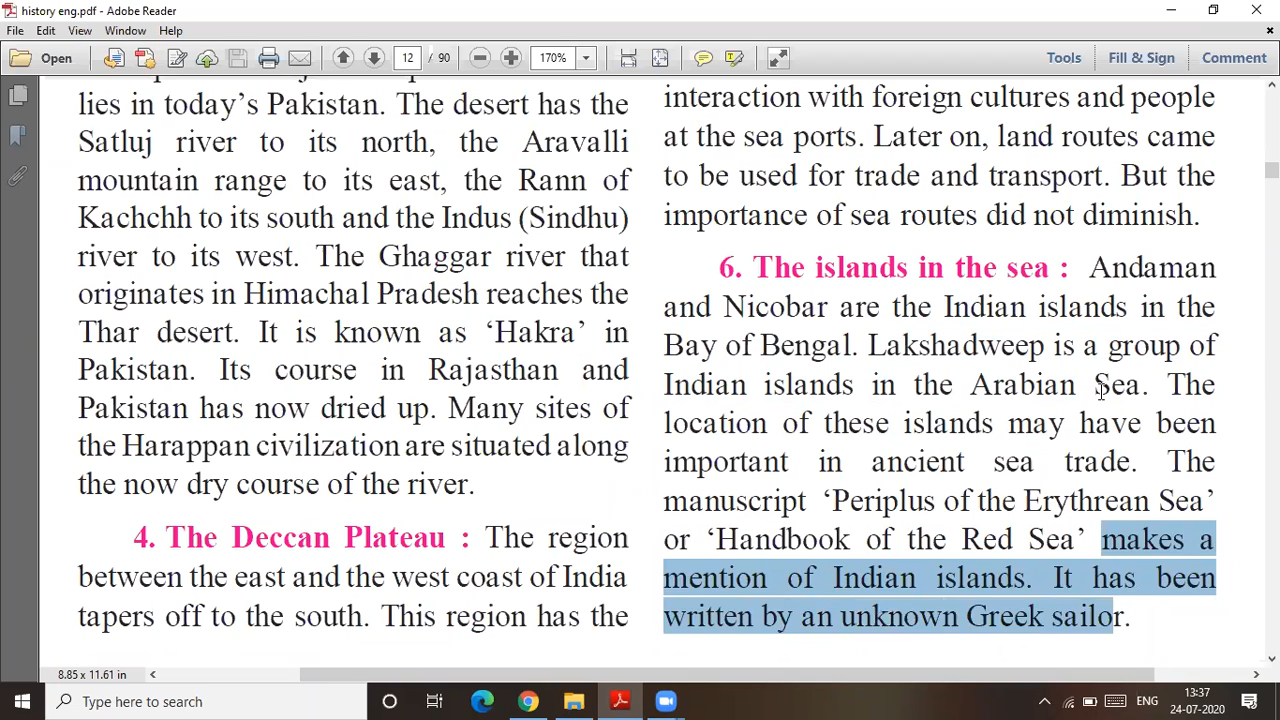 history eng.pdf - Adobe Reader
File Edit View Window Help
Open
12 / 90
170%
Tools
Fill & Sign
Comment
lies in today’s Pakistan. The desert has the
Satluj river to its north, the Aravalli
mountain range to its east, the Rann of
Kachchh to its south and the Indus (Sindhu)
river to its west. The Ghaggar river that
originates in Himachal Pradesh reaches the
Thar desert. It is known as ‘Hakra’ in
Pakistan. Its course in Rajasthan and
Pakistan has now dried up. Many sites of
the Harappan civilization are situated along
the now dry course of the river.
4. The Deccan Plateau : The region
between the east and the west coast of India
tapers off to the south. This region has the
interaction with foreign cultures and people
at the sea ports. Later on, land routes came
to be used for trade and transport. But the
importance of sea routes did not diminish.
6. The islands in the sea : Andaman
and Nicobar are the Indian islands in the
Bay of Bengal. Lakshadweep is a group of
Indian islands in the Arabian Sea. The
location of these islands may have been
important in ancient sea trade. The
manuscript ‘Periplus of the Erythrean Sea’
or ‘Handbook of the Red Sea’ makes a
mention of Indian islands. It has been
written by an unknown Greek sailor.
8.85 x 11.61 in
Type here to search
ENG
13:37
24-07-2020